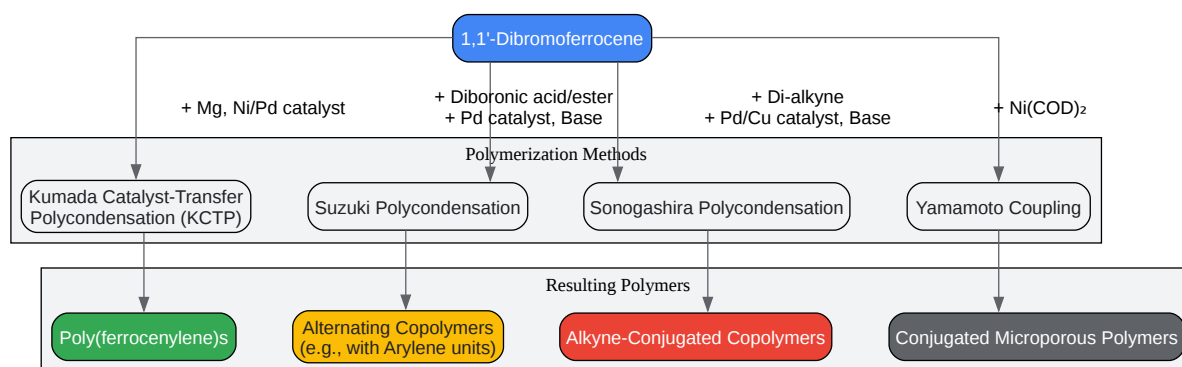 1,1'-Dibromoferrocene
+ Mg, Ni/Pd catalyst
+ Diboronic acid/ester
+ Pd catalyst, Base
+ Di-alkyne
+ Pd/Cu catalyst, Base
+ Ni(COD)₂
Polymerization Methods
Kumada Catalyst-Transfer
Polycondensation (KCTP)
Suzuki Polycondensation
Sonogashira Polycondensation
Yamamoto Coupling
Resulting Polymers
Poly(ferrocenylene)s
Alternating Copolymers
(e.g., with Arylene units)
Alkyne-Conjugated Copolymers
Conjugated Microporous Polymers